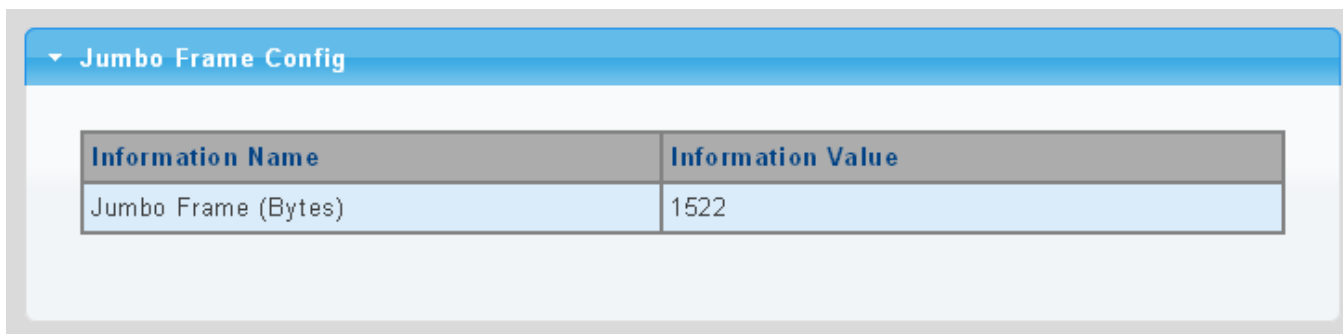 Jumbo Frame Config
Information Name Information Value
Jumbo Frame (Bytes) 1522